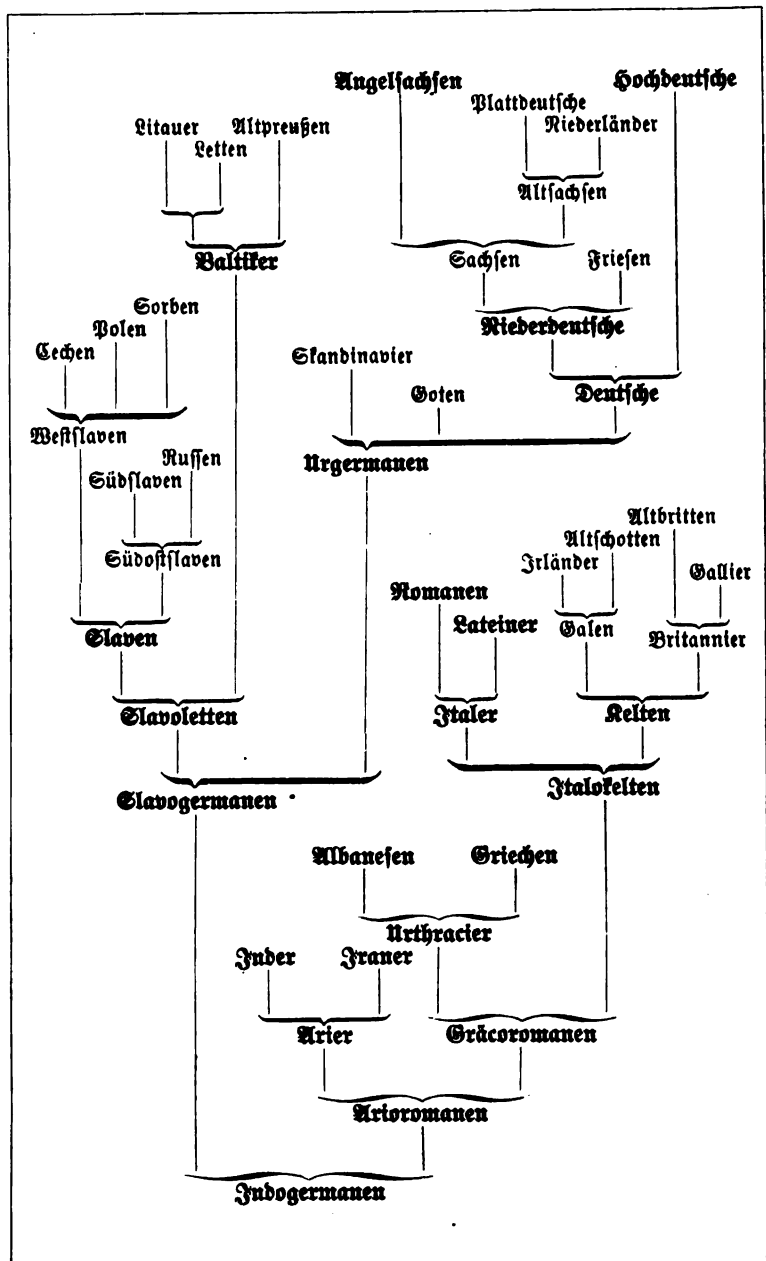 Angelsachsen
Hochdeutsche
Plattdeutsche
Niederländer
Litauer
Altpreußen
Letten
Altsachsen
Baltiker
Sachsen
Friesen
Sorben
Polen
Cechen
Niederdeutsche
Skandinavier
Goten
Deutsche
Westslaven
Urgermanen
Russen
Südslaven
Südostslaven
Altbritten
Altschotten
Irländer
Gallier
Romanen
Lateiner
Galen
Britannier
Slaven
Slavoletten
Italer
Kelten
Slavogermanen
Italokelten
Albanesen
Griechen
Urthracier
Inder
Iraner
Arier
Gräcoromanen
Arioromanen
Indogermanen